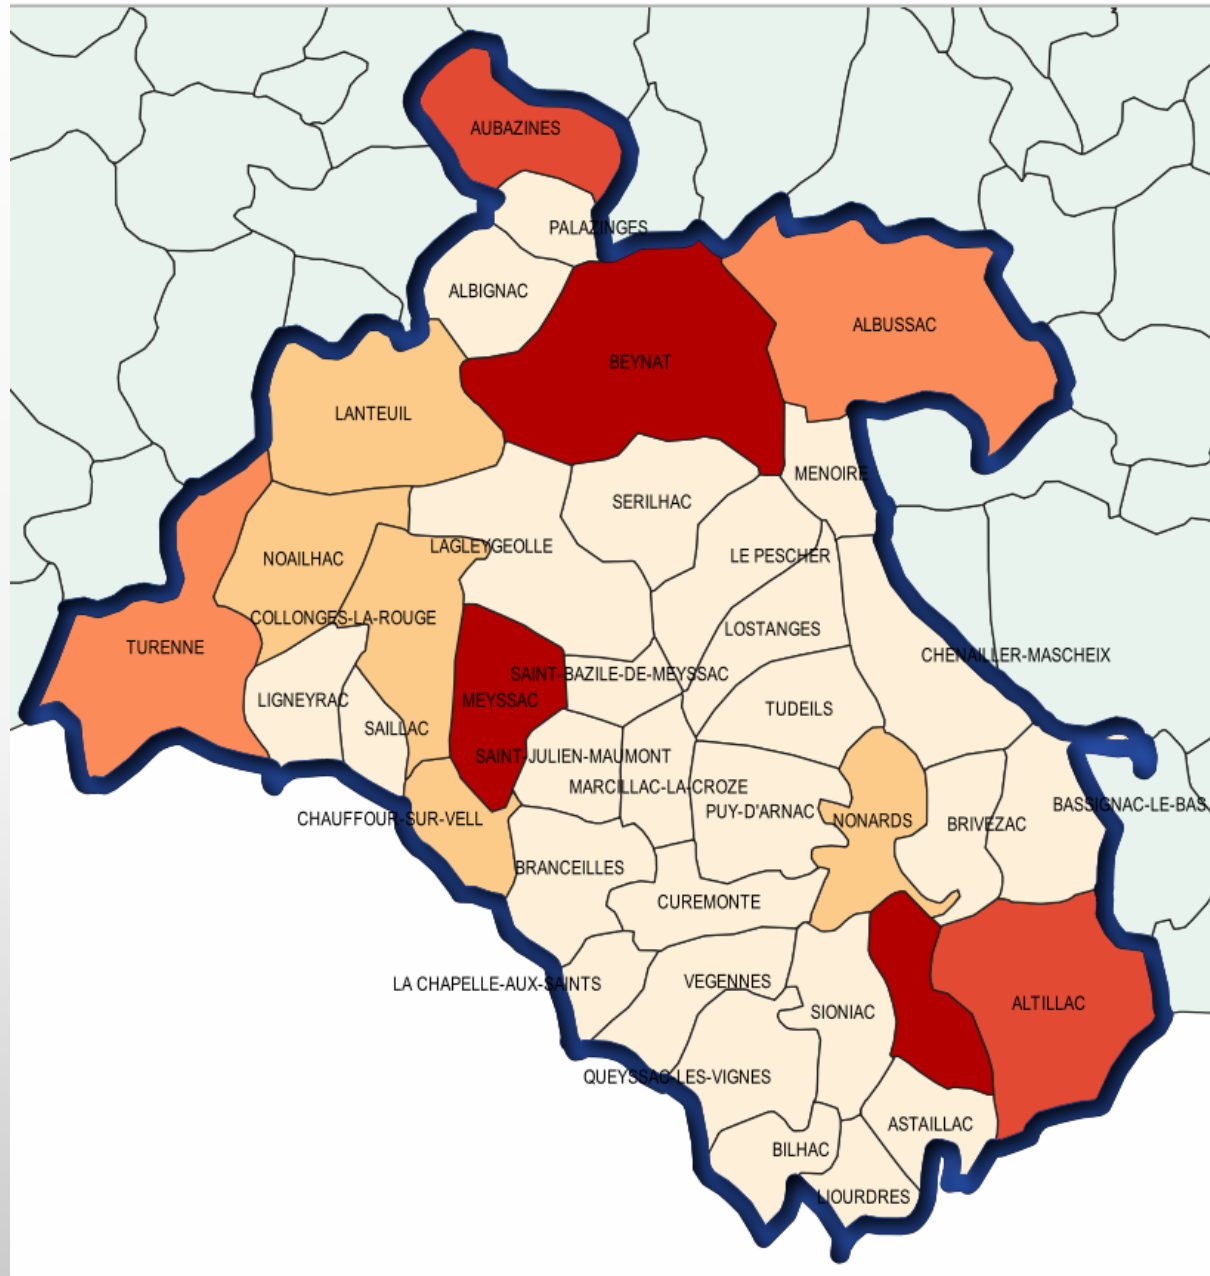 AUBAZINES
PALAZINGES
ALBIGNAC
ALBUSSAC
BEYNAT
LANTEUIL
MENOIRE
SERILHAC
LAGLEYGEOLLE
LE PESCHER
NOAILHAC
COLLONGES-LA-ROUGE
LOSTANGES
TURENNE
CHENAILLER-MASCHEIX
SAINT-BAZILE-DE-MEYSSAC
LIGNEYRAC
MEYSSAC
TUDEILS
SAILLAC
SAINT-JULIEN-MAUMONT
MARCILLAC-LA-CROZE
BASSIGNAC-LE-BAS
PUY-D'ARNAC
CHAUFFOUR-SUR-VELL
NONARDS
BRIVEZAC
BRANCEILLES
CUREMONTE
LA CHAPELLE-AUX-SAINTS
VEGENNES
ALTILLAC
SIONIAC
QUEYSSAC-LES-VIGNES
ASTAILLAC
BILHAC
LIOURDRES